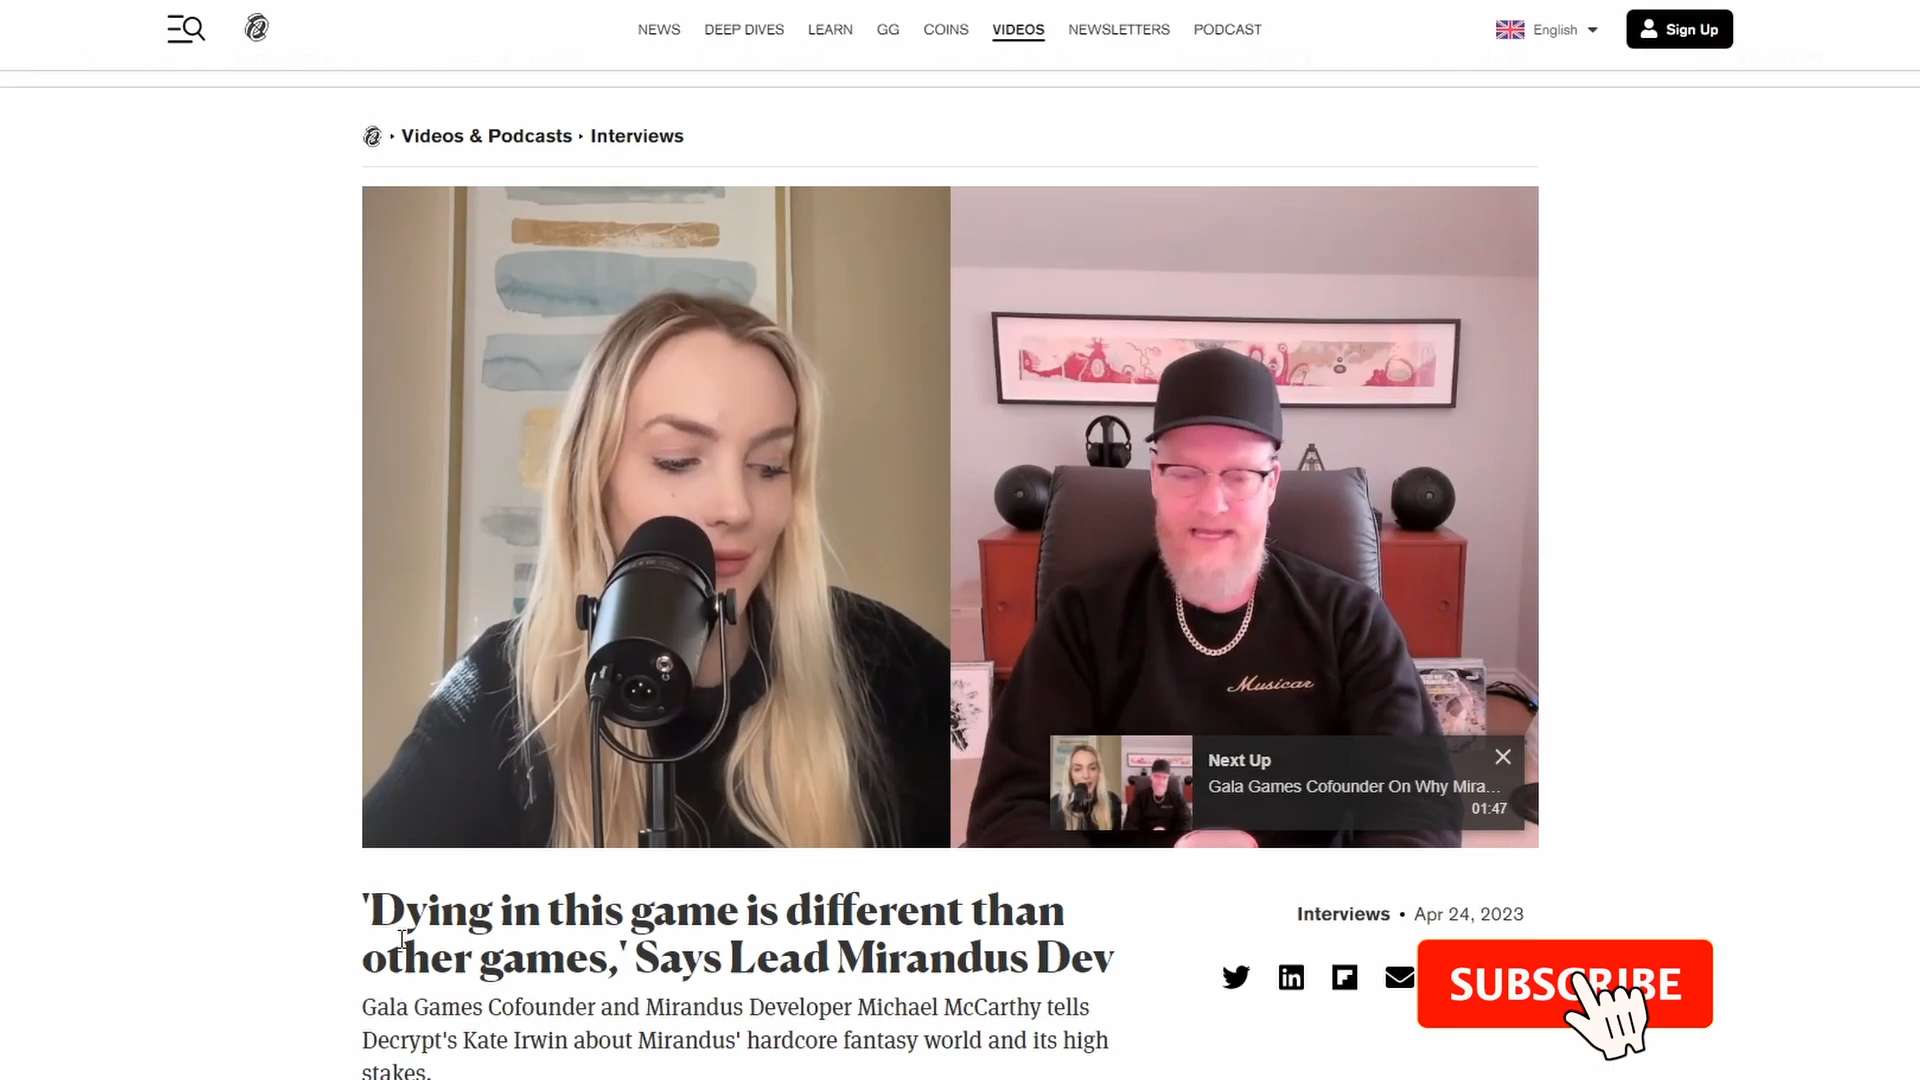 NEWS DEEP DIVES LEARN GG COINS VIDEOS NEWSLETTERS PODCAST English Sign Up
Videos & Podcasts Interviews
Musicar
Next Up
Gala Games Cofounder On Why Mira...
01:47
'Dying in this game is different than
other games,' Says Lead Mirandus Dev
Interviews • Apr 24, 2023
SUBSCRIBE
Gala Games Cofounder and Mirandus Developer Michael McCarthy tells
Decrypt's Kate Irwin about Mirandus' hardcore fantasy world and its high
stakes.